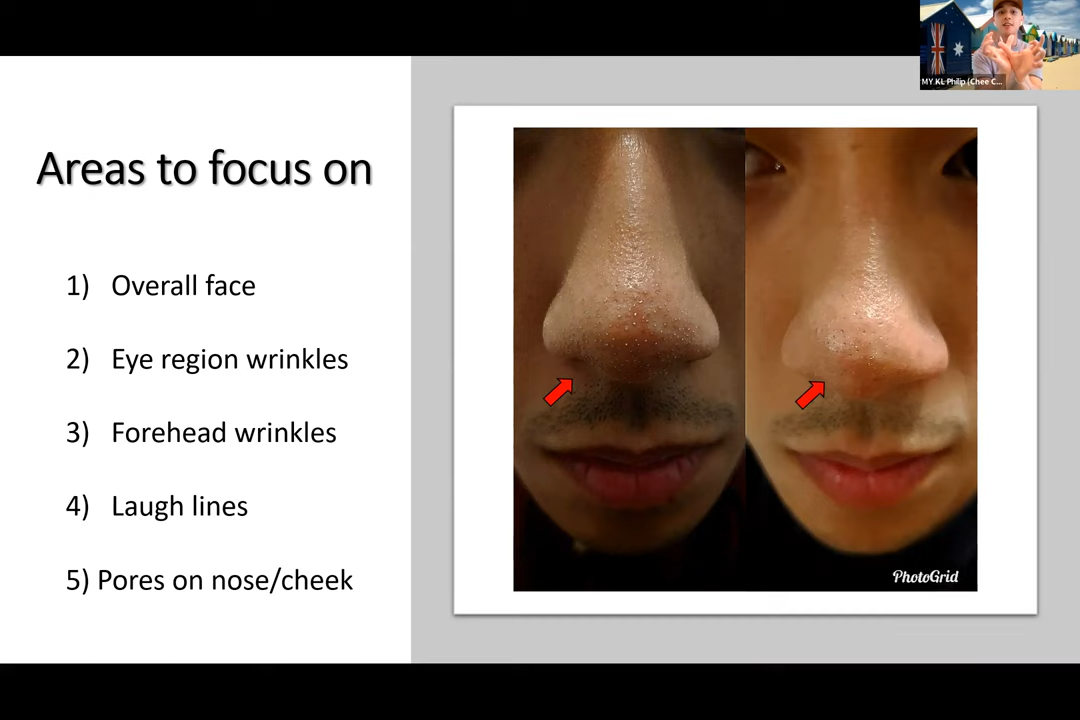 MY KL Philip (Chee C...
Areas to focus on
1) Overall face
2) Eye region wrinkles
3) Forehead wrinkles
4) Laugh lines
5) Pores on nose/cheek
PhotoGrid